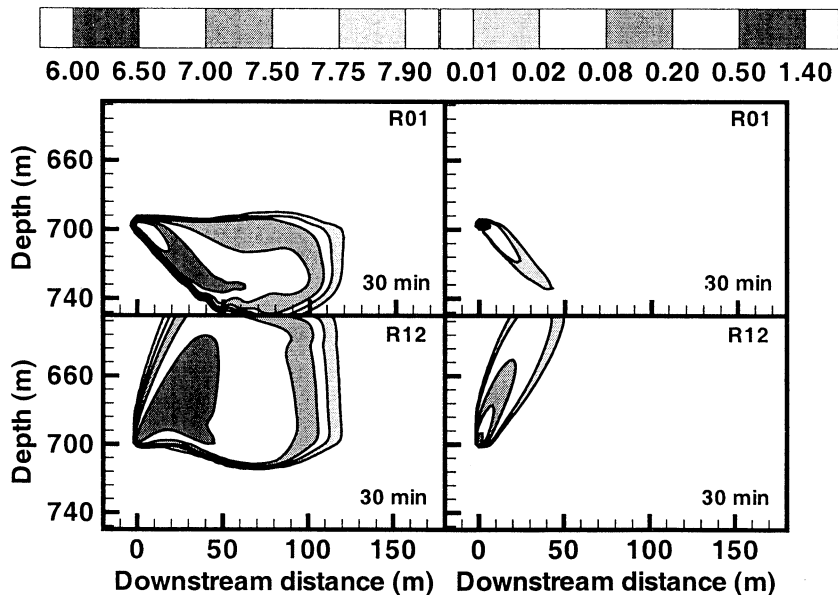 6.00 6.50 7.00 7.50 7.75 7.90 0.01 0.02 0.08 0.20 0.50 1.40
R01 R01
660
700
740
Depth (m)
30 min 30 min
R12 R12
660
700
740
Depth (m)
30 min 30 min
0 50 100 150 0 50 100 150
Downstream distance (m) Downstream distance (m)